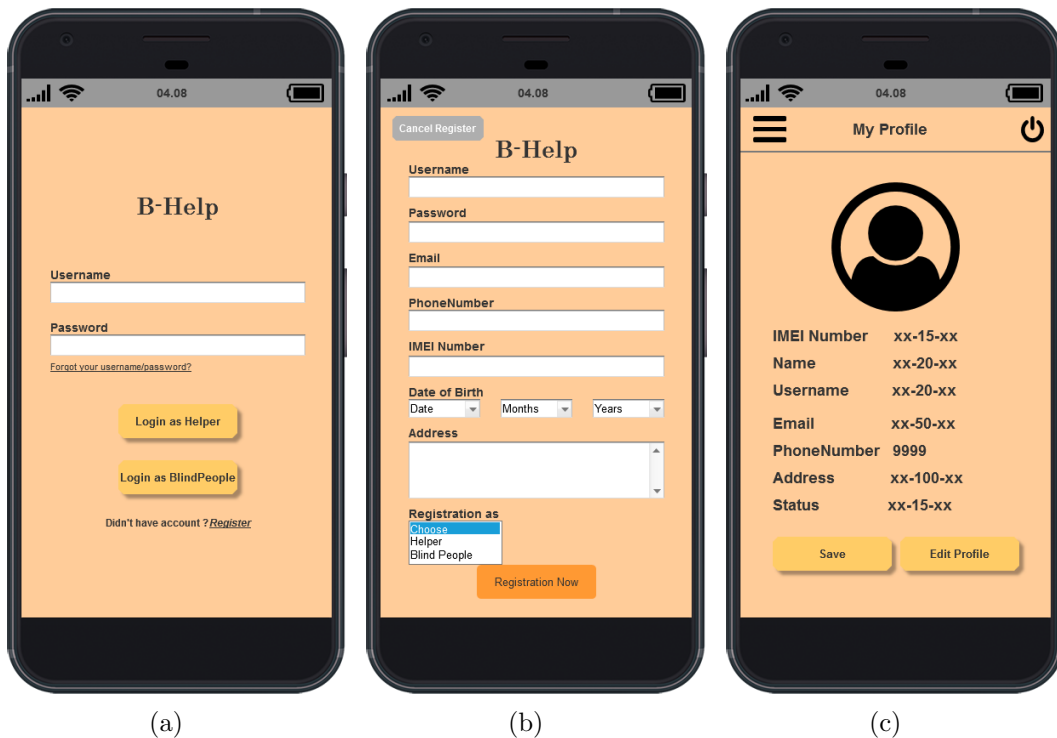 04.08
B-Help
Username
Password
Forgot your username/password?
Login as Helper
Login as BlindPeople
Didn't have account ? Register
(a)
04.08
Cancel Register
B-Help
Username
Password
Email
PhoneNumber
IMEI Number
Date of Birth
Date Months Years
Address
Registration as
Choose
Helper
Blind People
Registration Now
(b)
04.08
My Profile
IMEI Number xx-15-xx
Name xx-20-xx
Username xx-20-xx
Email xx-50-xx
PhoneNumber 9999
Address xx-100-xx
Status xx-15-xx
Save Edit Profile
(c)